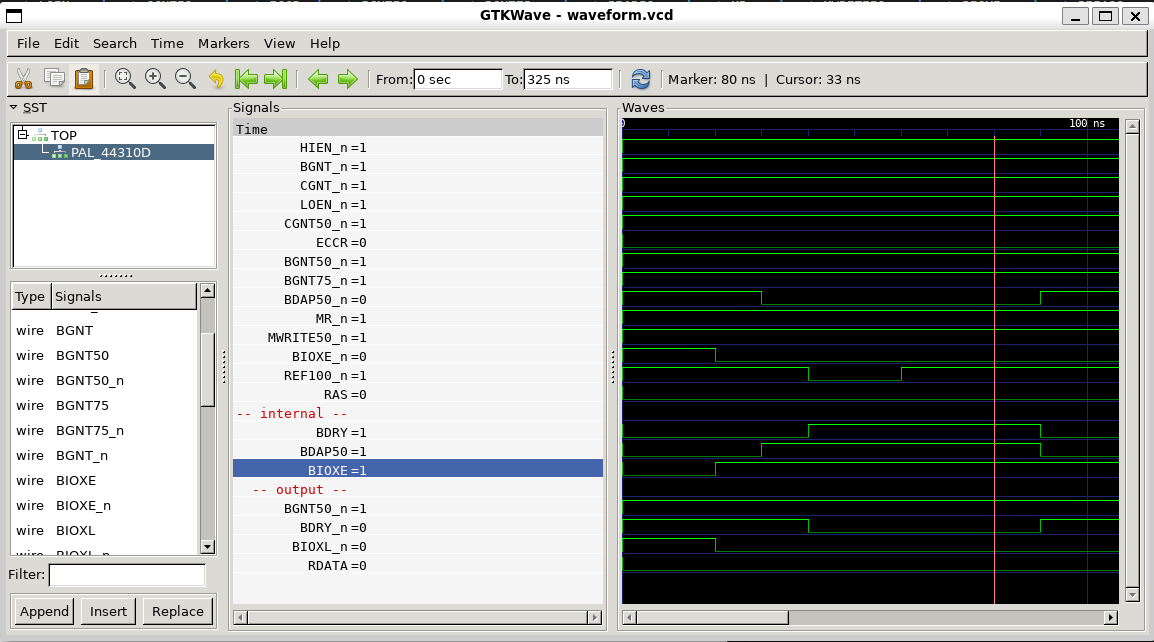 GTKWave - waveform.vcd
File Edit Search Time Markers View Help
From: 0 sec To: 325 ns Marker: 80 ns | Cursor: 33 ns
SST
TOP
PAL_44310D
Type Signals
wire BGNT
wire BGNT50
wire BGNT50_n
wire BGNT75
wire BGNT75_n
wire BGNT_n
wire BIOXE
wire BIOXE_n
wire BIOXL
wire BIOXL_n
Filter:
Append Insert Replace
Signals
Time
HIEN_n=1
BGNT_n=1
CGNT_n=1
LOEN_n=1
CGNT50_n=1
ECCR=0
BGNT50_n=1
BGNT75_n=1
BDAP50_n=0
MR_n=1
MWRITE50_n=1
BIOXE_n=0
REF100_n=1
RAS=0
-- internal --
BDRY=1
BDAP50=1
BIOXE=1
-- output --
BGNT50_n=1
BDRY_n=0
BIOXL_n=0
RDATA=0
Waves
0 100 ns